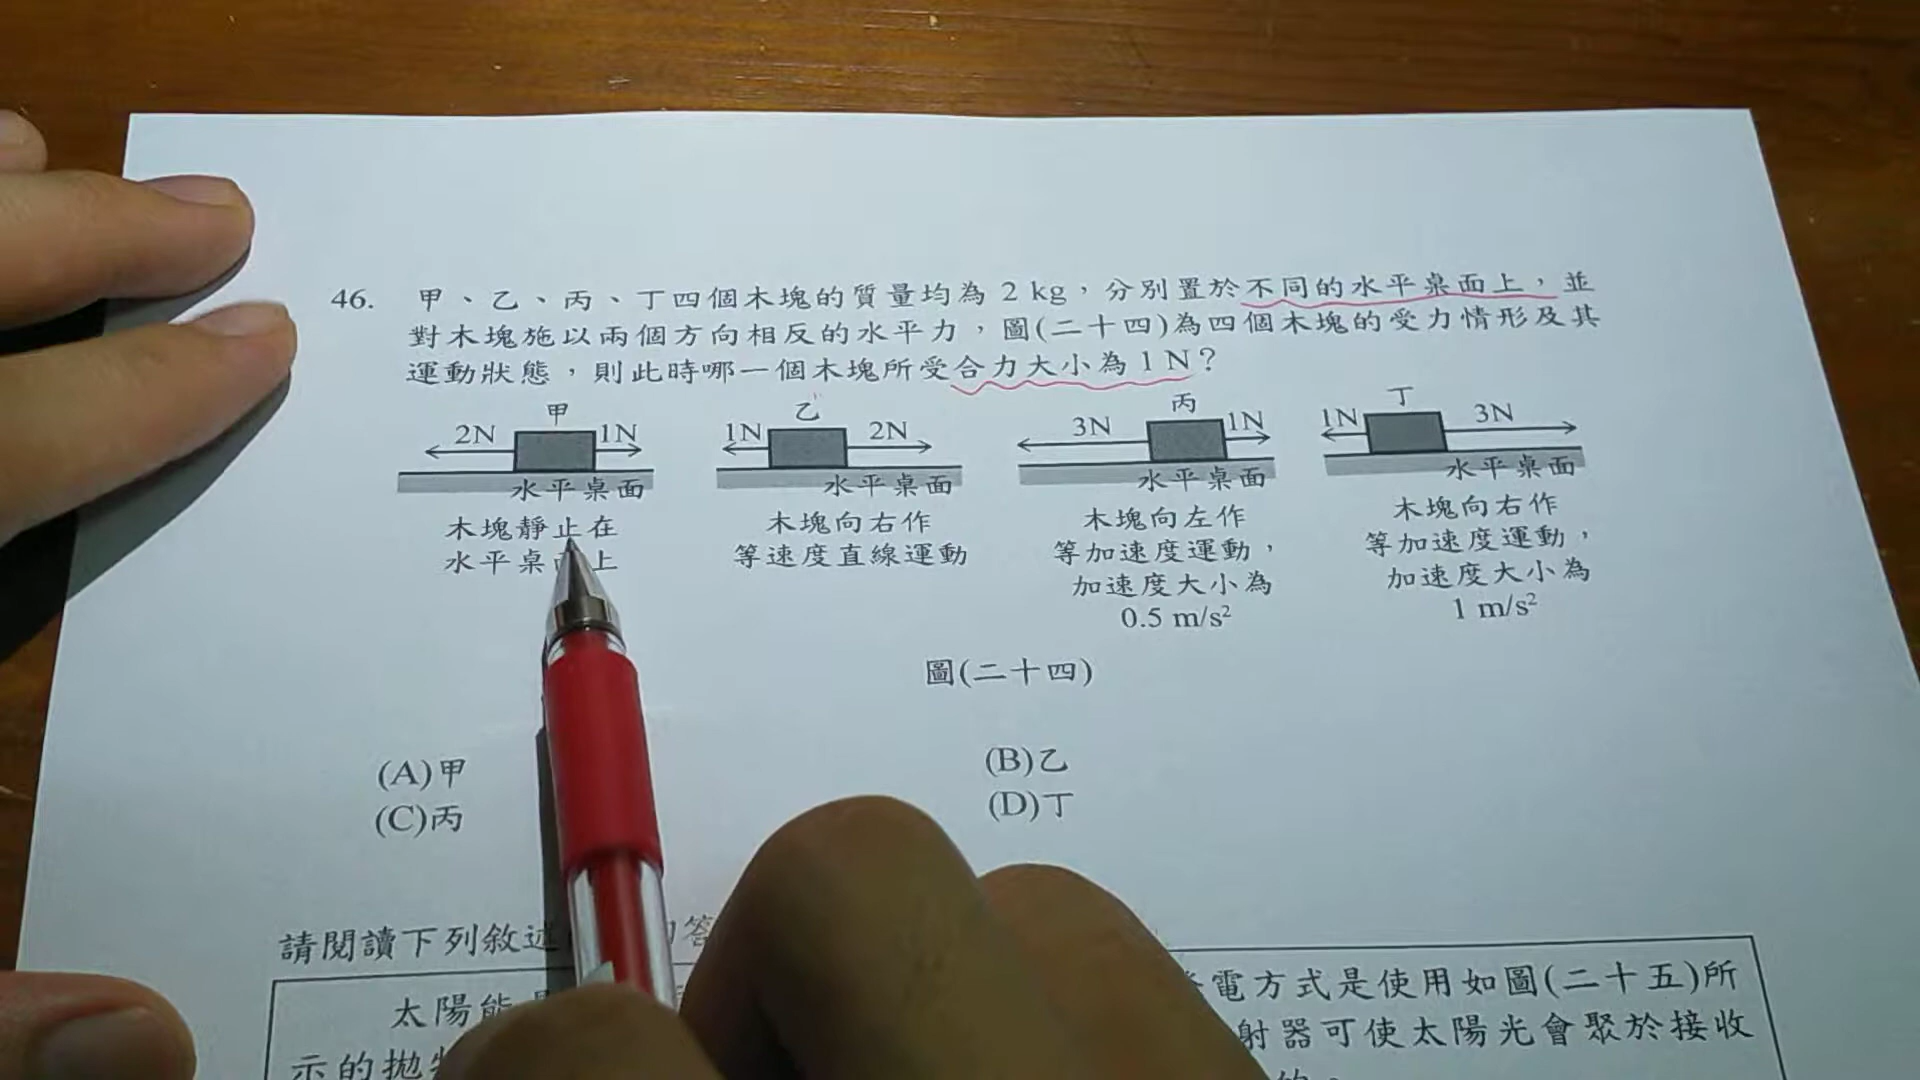 46. 甲、乙、丙、丁四個木塊的質量均為 2 kg，分別置於不同的水平桌面上，並
對木塊施以兩個方向相反的水平力，圖(二十四)為四個木塊的受力情形及其
運動狀態，則此時哪一個木塊所受合力大小為 1 N？
甲
2N 1N
水平桌面
木塊靜止在
水平桌 上
乙
1N 2N
水平桌面
木塊向右作
等速度直線運動
丙
3N 1N
水平桌面
木塊向左作
等加速度運動，
加速度大小為
0.5 m/s²
丁
1N 3N
水平桌面
木塊向右作
等加速度運動，
加速度大小為
1 m/s²
圖(二十四)
(A)甲
(B)乙
(C)丙
(D)丁
請閱讀下列敘述
太陽能 電方式是使用如圖(二十五)所
示的拋 射器可使太陽光會聚於接收